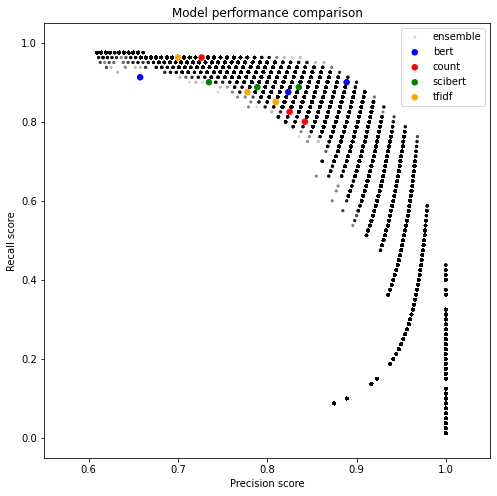 Model performance comparison
ensemble
bert
count
scibert
tfidf
1.0
0.8
0.6
0.4
0.2
0.0
Recall score
0.6 0.7 0.8 0.9 1.0
Precision score